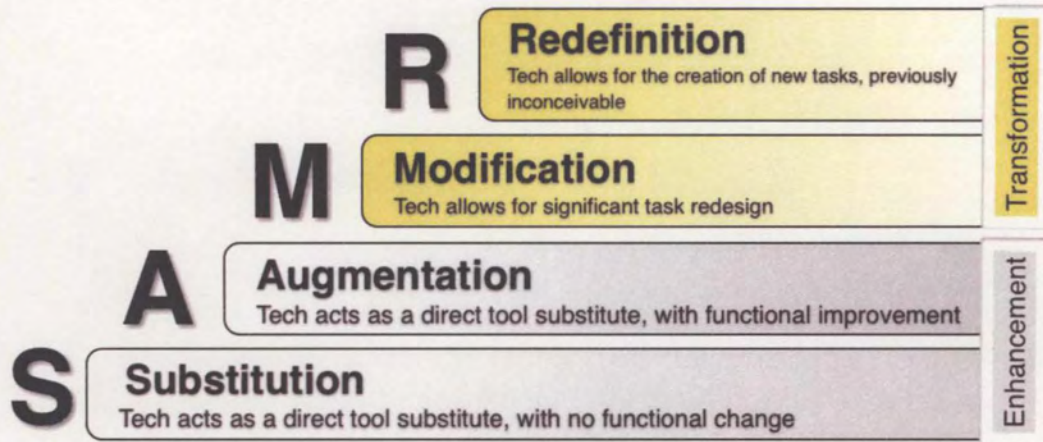 R
Redefinition
Tech allows for the creation of new tasks, previously
inconceivable
M
Modification
Tech allows for significant task redesign
Transformation
A
Augmentation
Tech acts as a direct tool substitute, with functional improvement
S
Substitution
Tech acts as a direct tool substitute, with no functional change
Enhancement